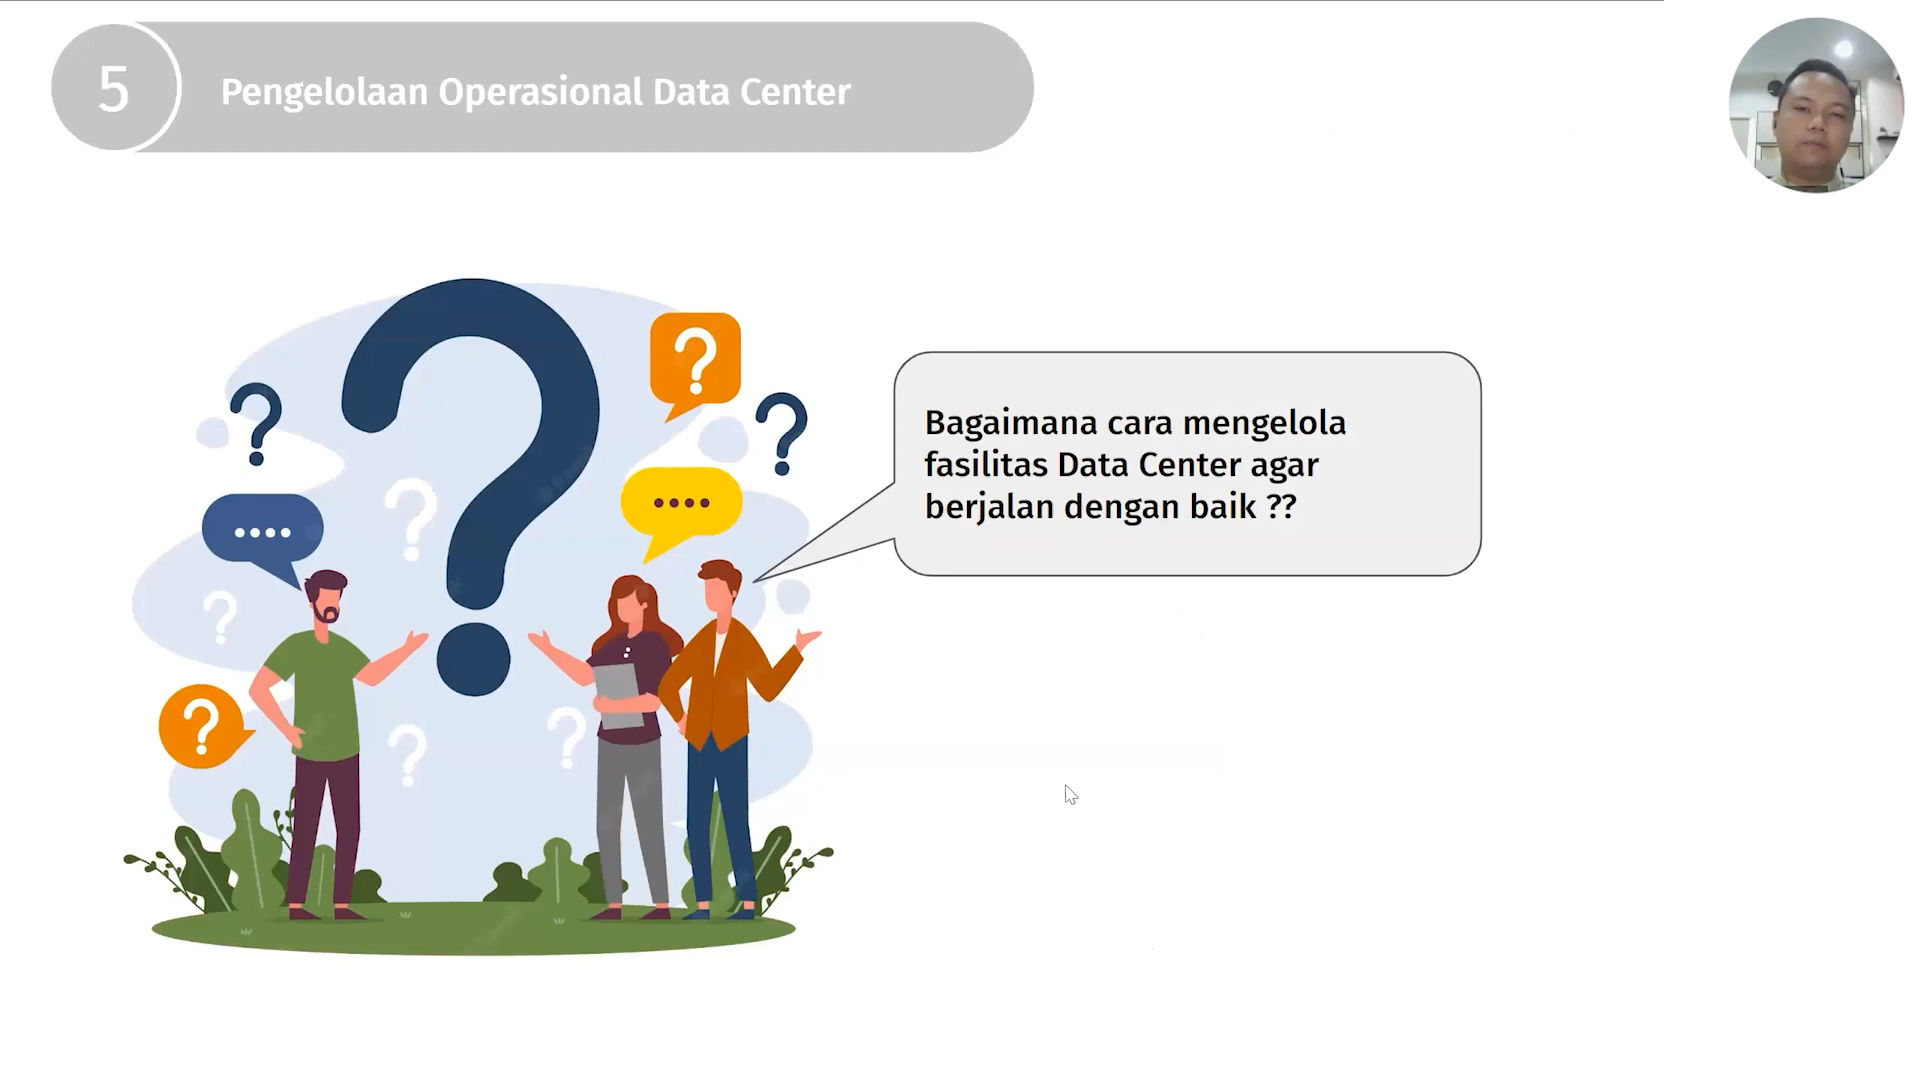 5
Pengelolaan Operasional Data Center
Bagaimana cara mengelola
fasilitas Data Center agar
berjalan dengan baik ??